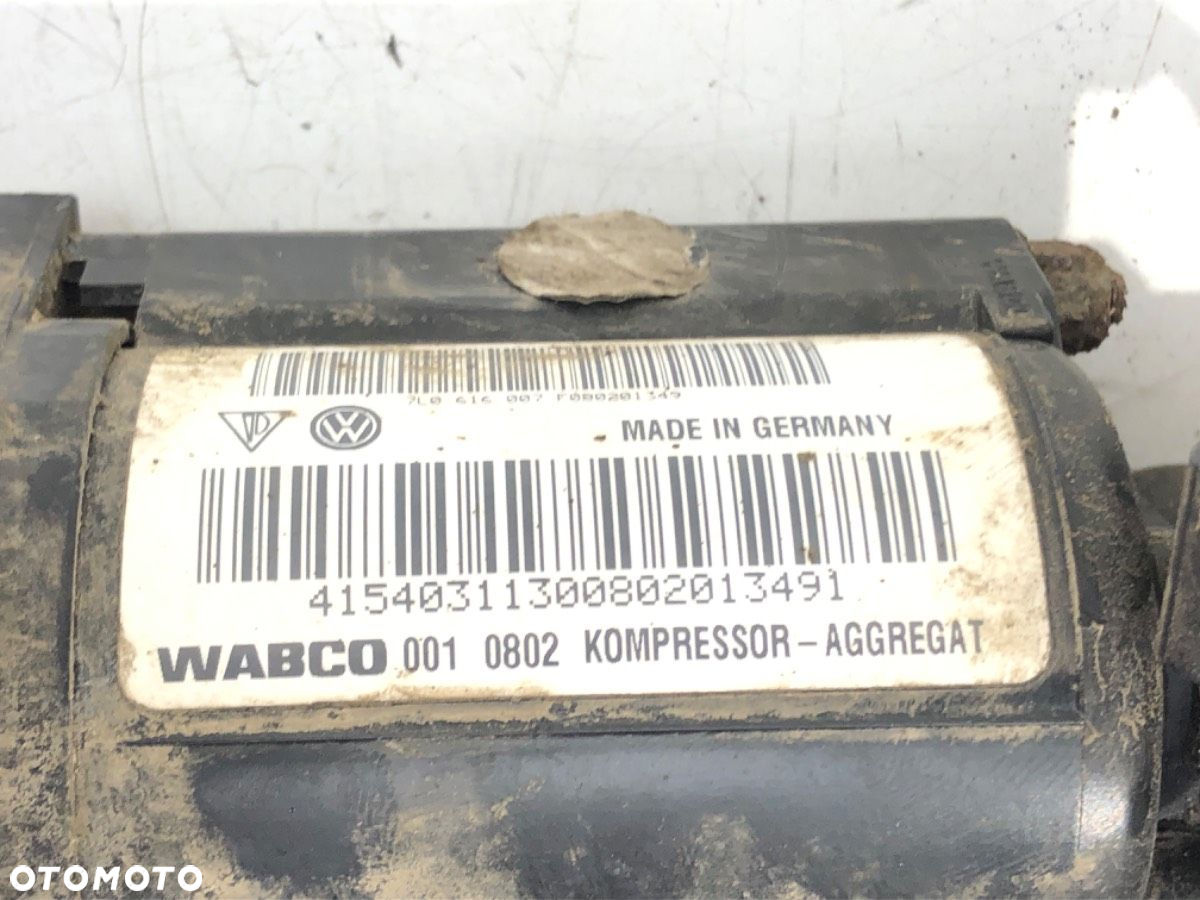 7L0 616 007 F080201349
MADE IN GERMANY
41540311300802013491
WABCO 001 0802 KOMPRESSOR-AGGREGAT
OTOMOTO